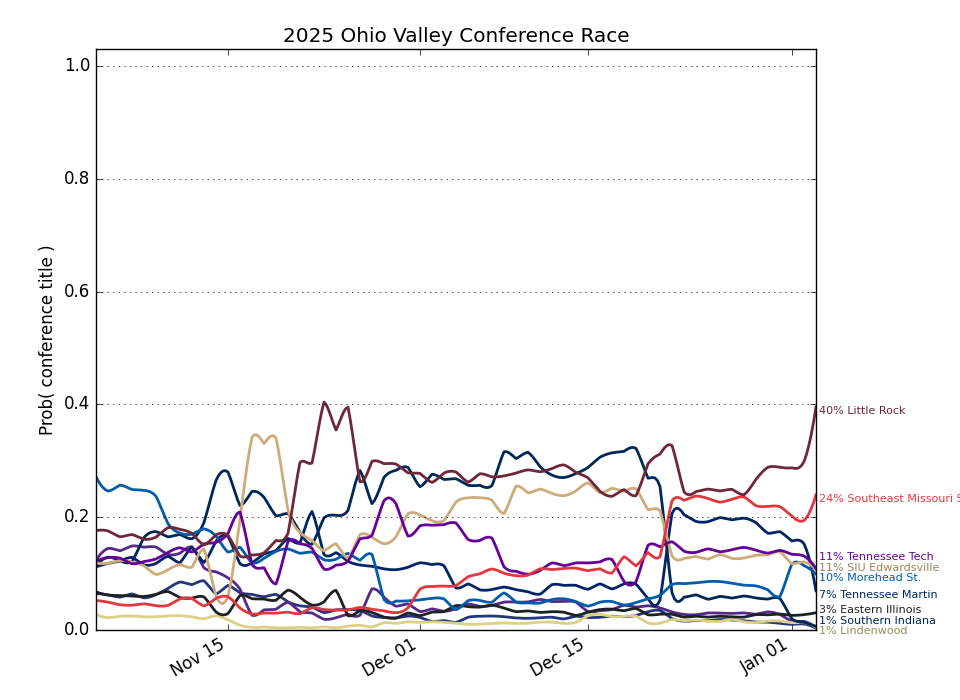 2025 Ohio Valley Conference Race
Prob( conference title )
1.0
0.8
0.6
0.4
0.2
0.0
Nov 15
Dec 01
Dec 15
Jan 01
40% Little Rock
24% Southeast Missouri S
11% Tennessee Tech
11% SIU Edwardsville
10% Morehead St.
7% Tennessee Martin
3% Eastern Illinois
1% Southern Indiana
1% Lindenwood